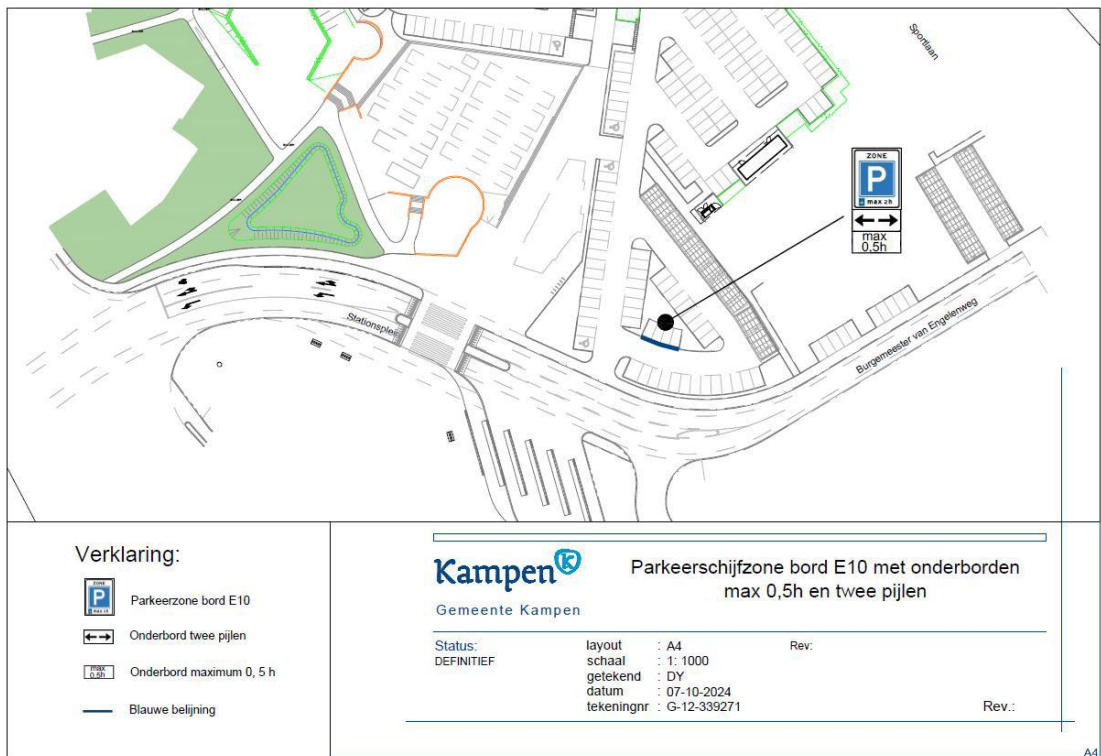 Sportlaan
ZONE
P
max 2h
max
0,5h
Stationsplei
Burgemeester van Engelenweg
Verklaring:
ZONE
P
Parkeerzone bord E10
Onderbord twee pijlen
max
0.5h
Onderbord maximum 0, 5 h
Blauwe belijning
Kampen
Gemeente Kampen
Parkeerschijfzone bord E10 met onderborden
max 0,5h en twee pijlen
Status:
DEFINITIEF
layout : A4
schaal : 1: 1000
getekend : DY
datum : 07-10-2024
tekeningnr : G-12-339271
Rev:
Rev.:
A4